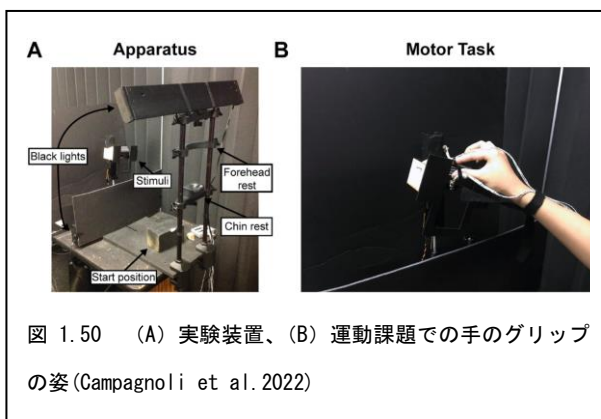 A Apparatus
B Motor Task
Black lights
Stimuli
Forehead rest
Chin rest
Start position
図 1.50 (A) 実験装置、(B) 運動課題での手のグリップ
の姿(Campagnoli et al.2022)